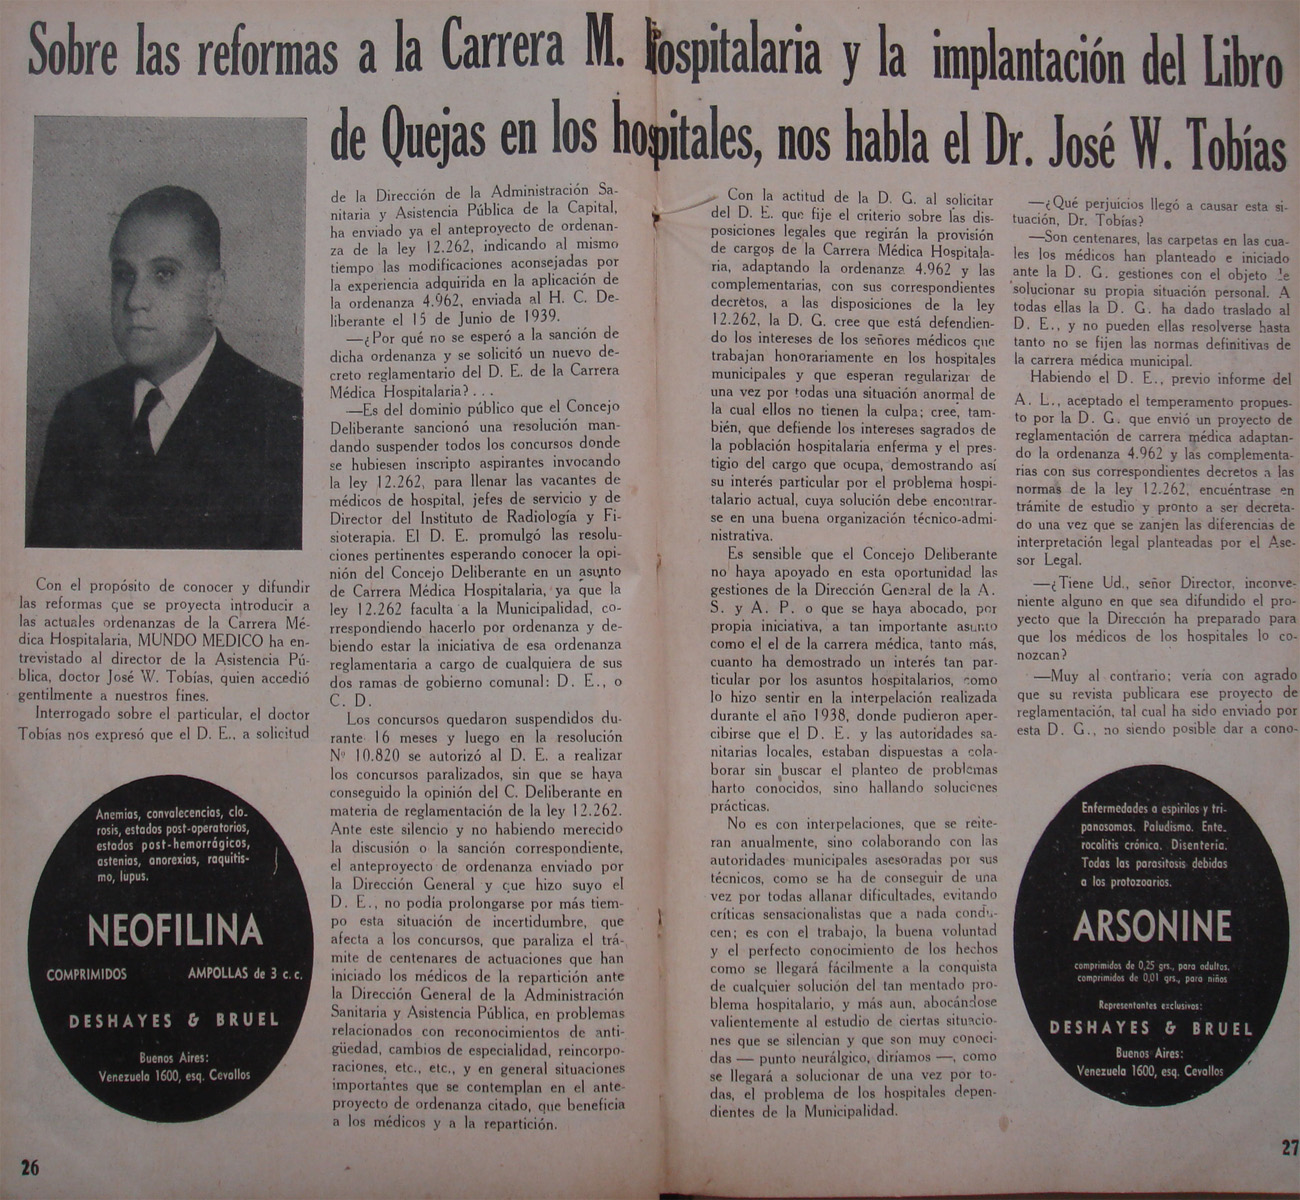 Sobre las reformas a la Carrera M. Hospitalaria y la implantación del Libro
de Quejas en los hospitales, nos habla el Dr. José W. Tobías
Con el propósito de conocer y difundir
las reformas que se proyecta introducir a
las actuales ordenanzas de la Carrera Mé-
dica Hospitalaria, MUNDO MEDICO ha en-
trevistado al director de la Asistencia Pú-
blica, doctor José W. Tobías, quien accedió
gentilmente a nuestros fines.
Interrogado sobre el particular, el doctor
Tobías nos expresó que el D. E., a solicitud
Anemias, convalecencias, clo-
rosis, estados post-operatorios,
estados post-hemorrágicos,
astenias, anorexias, raquitis-
mo, lupus.
NEOFILINA
COMPRIMIDOS AMPOLLAS de 3 c.c.
DESHAYES & BRUEL
Buenos Aires:
Venezuela 1600, esq. Cevallos
26
de la Dirección de la Administración Sa-
nitaria y Asistencia Pública de la Capital,
ha enviado ya el anteproyecto de ordenan-
za de la ley 12.262, indicando al mismo
tiempo las modificaciones aconsejadas por
la experiencia adquirida en la aplicación de
la ordenanza 4.962, enviada al H. C. De-
liberante el 15 de Junio de 1939.
—¿Por qué no se esperó a la sanción de
dicha ordenanza y se solicitó un nuevo de-
creto reglamentario del D. E. de la Carrera
Médica Hospitalaria?...
—Es del dominio público que el Concejo
Deliberante sancionó una resolución man-
dando suspender todos los concursos donde
se hubiesen inscripto aspirantes invocando
la ley 12.262, para llenar las vacantes de
médicos de hospital, jefes de servicio y de
Director del Instituto de Radiología y Fi-
sioterapia. El D. E. promulgó las resolu-
ciones pertinentes esperando conocer la opi-
nión del Concejo Deliberante en un asunto
de Carrera Médica Hospitalaria, ya que la
ley 12.262 faculta a la Municipalidad, co-
rrespondiendo hacerlo por ordenanza y de-
biendo estar la iniciativa de esa ordenanza
reglamentaria a cargo de cualquiera de sus
dos ramas de gobierno comunal: D. E., o
C. D.
Los concursos quedaron suspendidos du-
rante 16 meses y luego en la resolución
Nº 10.820 se autorizó al D. E. a realizar
los concursos paralizados, sin que se haya
conseguido la opinión del C. Deliberante en
materia de reglamentación de la ley 12.262.
Ante este silencio y no habiendo merecido
la discusión o la sanción correspondiente,
el anteproyecto de ordenanza enviado por
la Dirección General y que hizo suyo el
D. E., no podía prolongarse por más tiem-
po esta situación de incertidumbre, que
afecta a los concursos, que paraliza el trá-
mite de centenares de actuaciones que han
iniciado los médicos de la repartición ante
la Dirección General de la Administración
Sanitaria y Asistencia Pública, en problemas
relacionados con reconocimientos de anti-
güedad, cambios de especialidad, reincorpo-
raciones, etc., etc., y en general situaciones
importantes que se contemplan en el ante-
proyecto de ordenanza citado, que beneficia
a los médicos y a la repartición.
Con la actitud de la D. G. al solicitar
del D. E. que fije el criterio sobre las dis-
posiciones legales que regirán la provisión
de cargos de la Carrera Médica Hospitala-
ria, adaptando la ordenanza 4.962 y las
complementarias, con sus correspondientes
decretos, a las disposiciones de la ley
12.262, la D. G. cree que está defendien-
do los intereses de los señores médicos que
trabajan honorariamente en los hospitales
municipales y que esperan regularizar de
una vez por todas una situación anormal de
la cual ellos no tienen la culpa; cree, tam-
bién, que defiende los intereses sagrados de
la población hospitalaria enferma y el pres-
tigio del cargo que ocupa, demostrando así
su interés particular por el problema hospi-
talario actual, cuya solución debe encontrar-
se en una buena organización técnico-admi-
nistrativa.
Es sensible que el Concejo Deliberante
no haya apoyado en esta oportunidad las
gestiones de la Dirección General de la A.
S. y A. P. o que se haya abocado, por
propia iniciativa, a tan importante asunto
como el el de la carrera médica, tanto más,
cuanto ha demostrado un interés tan par-
ticular por los asuntos hospitalarios, como
lo hizo sentir en la interpelación realizada
durante el año 1938, donde pudieron aper-
cibirse que el D. E. y las autoridades sa-
nitarias locales, estaban dispuestas a cola-
borar sin buscar el planteo de problemas
harto conocidos, sino hallando soluciones
prácticas.
No es con interpelaciones, que se reite-
ran anualmente, sino colaborando con las
autoridades municipales asesoradas por sus
técnicos, como se ha de conseguir de una
vez por todas allanar dificultades, evitando
críticas sensacionalistas que a nada condu-
cen; es con el trabajo, la buena voluntad
y el perfecto conocimiento de los hechos
como se llegará fácilmente a la conquista
de cualquier solución del tan mentado pro-
blema hospitalario, y más aun, abocándose
valientemente al estudio de ciertas situacio-
nes que se silencian y que son muy conoci-
das — punto neurálgico, diríamos —, como
se llegará a solucionar de una vez por to-
das, el problema de los hospitales depen-
dientes de la Municipalidad.
—¿Qué perjuicios llegó a causar esta si-
tuación, Dr. Tobías?
—Son centenares, las carpetas en las cua-
les los médicos han planteado e iniciado
ante la D. G. gestiones con el objeto de
solucionar su propia situación personal. A
todas ellas la D. G. ha dado traslado al
D. E., y no pueden ellas resolverse hasta
tanto no se fijen las normas definitivas de
la carrera médica municipal.
Habiendo el D. E., previo informe del
A. L., aceptado el temperamento propues-
to por la D. G. que envió un proyecto de
reglamentación de carrera médica adaptan-
do la ordenanza 4.962 y las complementa-
rias con sus correspondientes decretos a las
normas de la ley 12.262, encuéntrase en
trámite de estudio y pronto a ser decreta-
do una vez que se zanjen las diferencias de
interpretación legal planteadas por el Ase-
sor Legal.
—¿Tiene Ud., señor Director, inconve-
niente alguno en que sea difundido el pro-
yecto que la Dirección ha preparado para
que los médicos de los hospitales lo co-
nozcan?
—Muy al contrario; vería con agrado
que su revista publicara ese proyecto de
reglamentación, tal cual ha sido enviado por
esta D. G., no siendo posible dar a cono-
Enfermedades a espirilos y tri-
panosomas. Paludismo. Ente-
rocolitis crónica. Disentería.
Todas las parasitosis debidas
a los protozoarios.
ARSONINE
comprimidos de 0,25 grs., para adultos.
comprimidos de 0,01 grs., para niños
Representantes exclusivos:
DESHAYES & BRUEL
Buenos Aires:
Venezuela 1600, esq. Cevallos
27